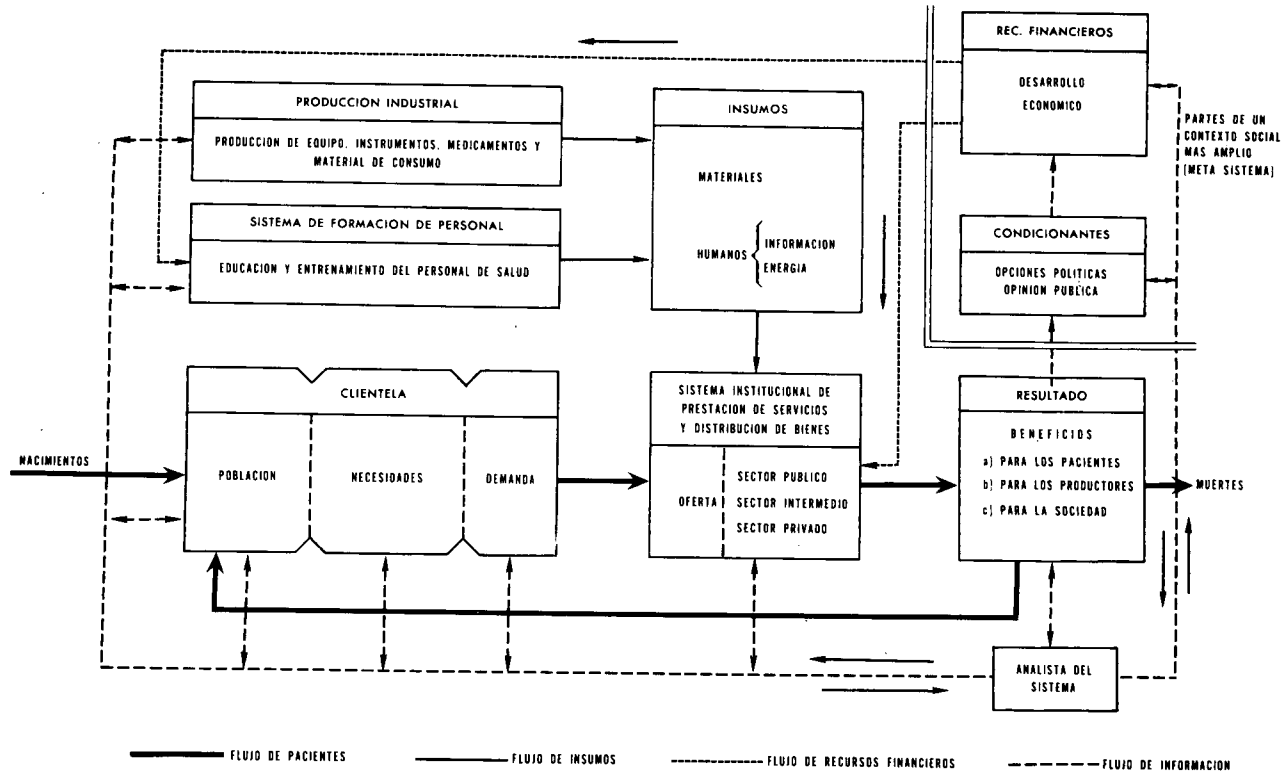 REC. FINANCIEROS
DESARROLLO
ECONOMICO
PARTES DE UN
CONTEXTO SOCIAL
MAS AMPLIO
(META SISTEMA)
PRODUCCION INDUSTRIAL
PRODUCCION DE EQUIPO, INSTRUMENTOS, MEDICAMENTOS Y
MATERIAL DE CONSUMO
INSUMOS
MATERIALES
HUMANOS
INFORMACION
ENERGIA
SISTEMA DE FORMACION DE PERSONAL
EDUCACION Y ENTRENAMIENTO DEL PERSONAL DE SALUD
CONDICIONANTES
OPCIONES POLITICAS
OPINION PUBLICA
NACIMIENTOS
CLIENTELA
POBLACION
NECESIDADES
DEMANDA
SISTEMA INSTITUCIONAL DE
PRESTACION DE SERVICIOS
Y DISTRIBUCION DE BIENES
OFERTA
SECTOR PUBLICO
SECTOR INTERMEDIO
SECTOR PRIVADO
RESULTADO
BENEFICIOS
a) PARA LOS PACIENTES
b) PARA LOS PRODUCTORES
c) PARA LA SOCIEDAD
MUERTES
ANALISTA DEL
SISTEMA
FLUJO DE PACIENTES
FLUJO DE INSUMOS
FLUJO DE RECURSOS FINANCIEROS
FLUJO DE INFORMACION